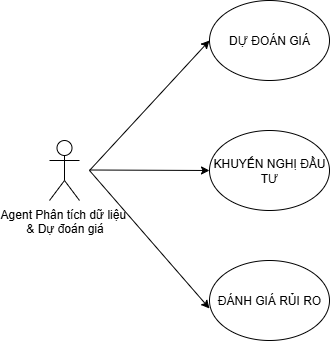 DỰ ĐOÁN GIÁ
KHUYẾN NGHỊ ĐẦU
TƯ
Agent Phân tích dữ liệu
& Dự đoán giá
ĐÁNH GIÁ RỦI RO